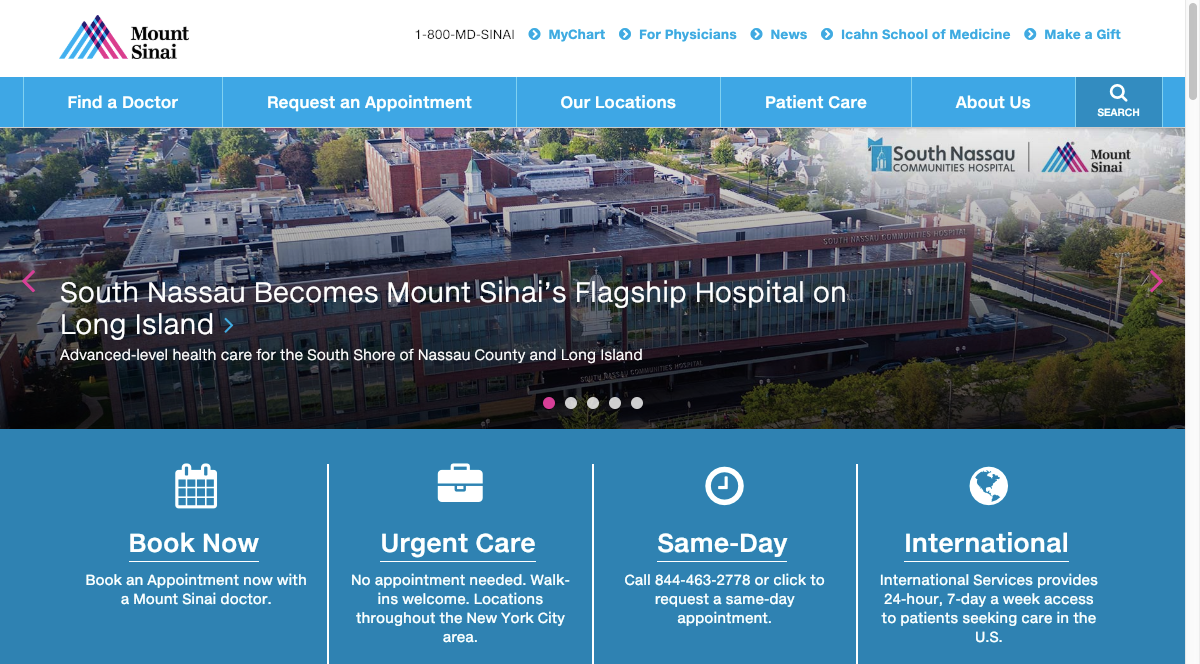 Mount
Sinai
1-800-MD-SINAI MyChart For Physicians News Icahn School of Medicine Make a Gift
Find a Doctor Request an Appointment Our Locations Patient Care About Us SEARCH
South Nassau
COMMUNITIES HOSPITAL
Mount
Sinai
SOUTH NASSAU COMMUNITIES HOSPITAL
South Nassau Becomes Mount Sinai’s Flagship Hospital on
Long Island
Advanced-level health care for the South Shore of Nassau County and Long Island
SOUTH NASSAU COMMUNITIES HOSPITAL
Book Now
Book an Appointment now with
a Mount Sinai doctor.
Urgent Care
No appointment needed. Walk-
ins welcome. Locations
throughout the New York City
area.
Same-Day
Call 844-463-2778 or click to
request a same-day
appointment.
International
International Services provides
24-hour, 7-day a week access
to patients seeking care in the
U.S.